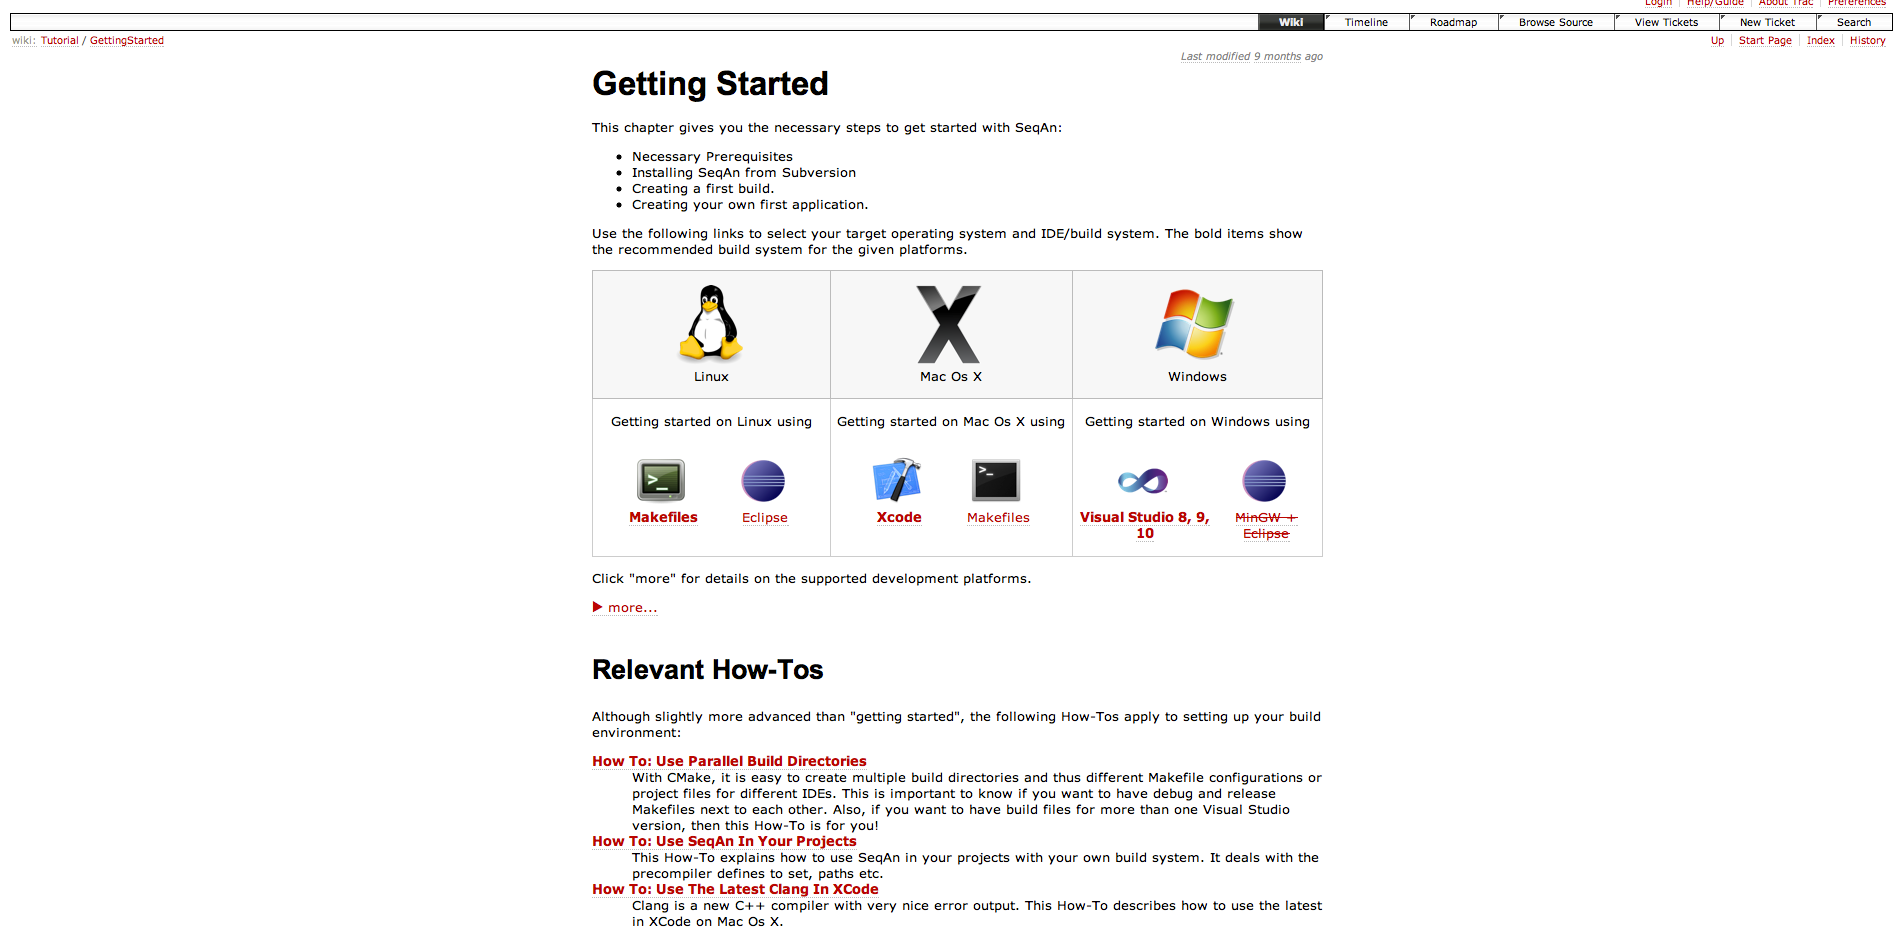 Login Help/Guide About Trac Preferences
Wiki Timeline Roadmap Browse Source View Tickets New Ticket Search
wiki: Tutorial / GettingStarted Up Start Page Index History
Last modified 9 months ago
Getting Started
This chapter gives you the necessary steps to get started with SeqAn:
• Necessary Prerequisites
• Installing SeqAn from Subversion
• Creating a first build.
• Creating your own first application.
Use the following links to select your target operating system and IDE/build system. The bold items show
the recommended build system for the given platforms.
Linux Mac Os X Windows
Getting started on Linux using Getting started on Mac Os X using Getting started on Windows using
Makefiles Eclipse Xcode Makefiles Visual Studio 8, 9, MinGW +
10 Eclipse
Click "more" for details on the supported development platforms.
more...
Relevant How-Tos
Although slightly more advanced than "getting started", the following How-Tos apply to setting up your build
environment:
How To: Use Parallel Build Directories
With CMake, it is easy to create multiple build directories and thus different Makefile configurations or
project files for different IDEs. This is important to know if you want to have debug and release
Makefiles next to each other. Also, if you want to have build files for more than one Visual Studio
version, then this How-To is for you!
How To: Use SeqAn In Your Projects
This How-To explains how to use SeqAn in your projects with your own build system. It deals with the
precompiler defines to set, paths etc.
How To: Use The Latest Clang In XCode
Clang is a new C++ compiler with very nice error output. This How-To describes how to use the latest
in XCode on Mac Os X.